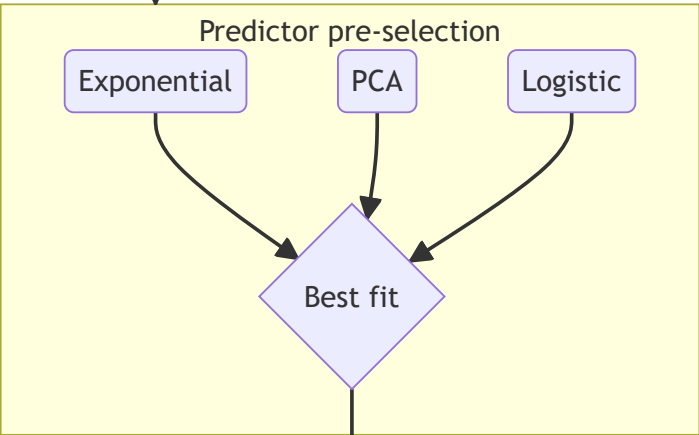 Predictor pre-selection
Exponential
PCA
Logistic
Best fit